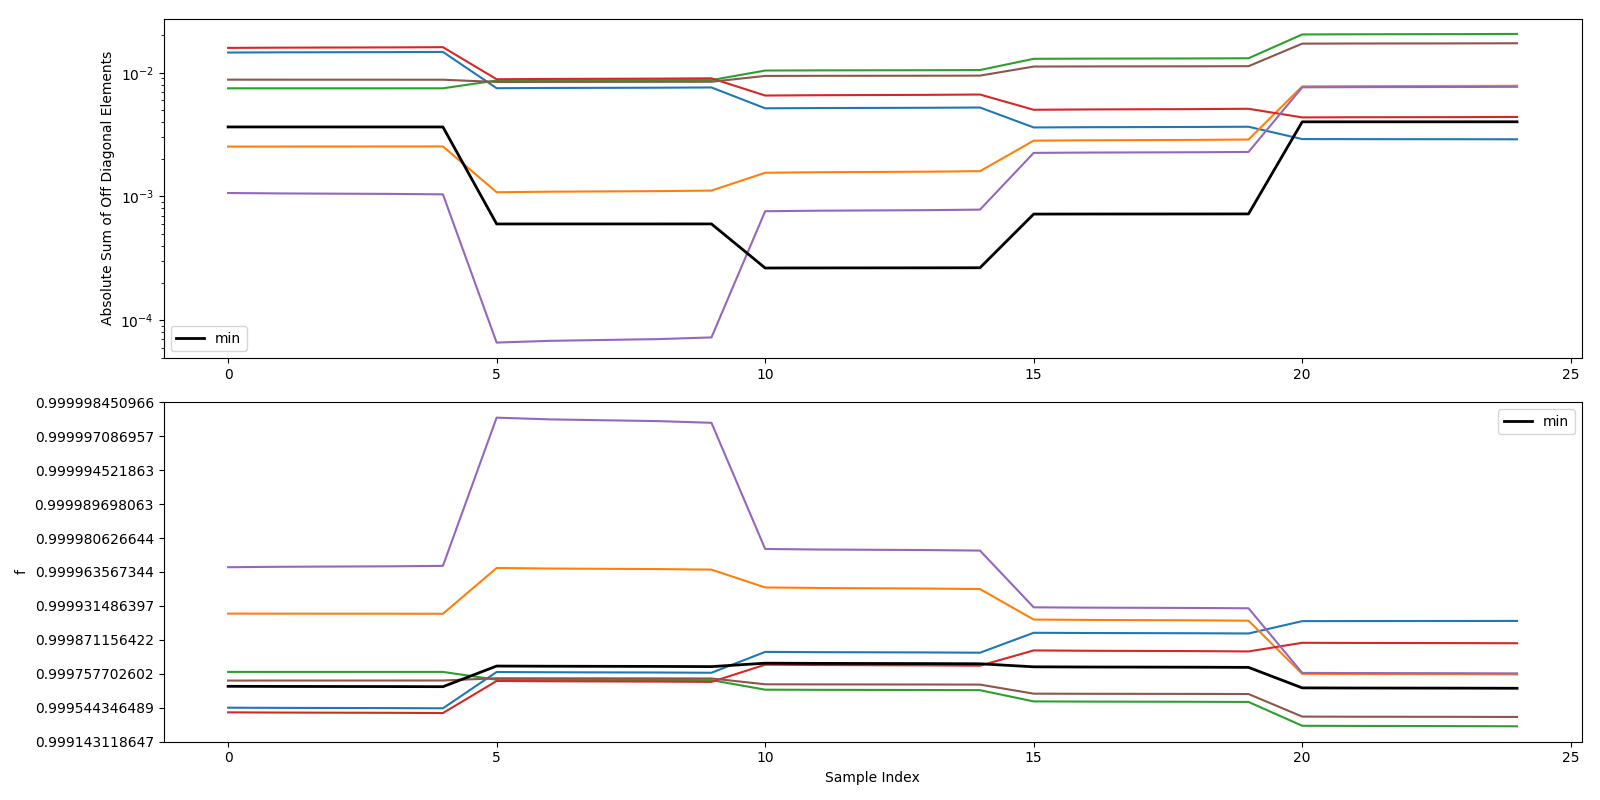 Absolute Sum of Off Diagonal Elements
10⁻²
10⁻³
10⁻⁴
min
0 5 10 15 20 25
f
0.999998450966
0.999997086957
0.999994521863
0.999989698063
0.999980626644
0.999963567344
0.999931486397
0.999871156422
0.999757702602
0.999544346489
0.999143118647
min
0 5 10 15 20 25
Sample Index